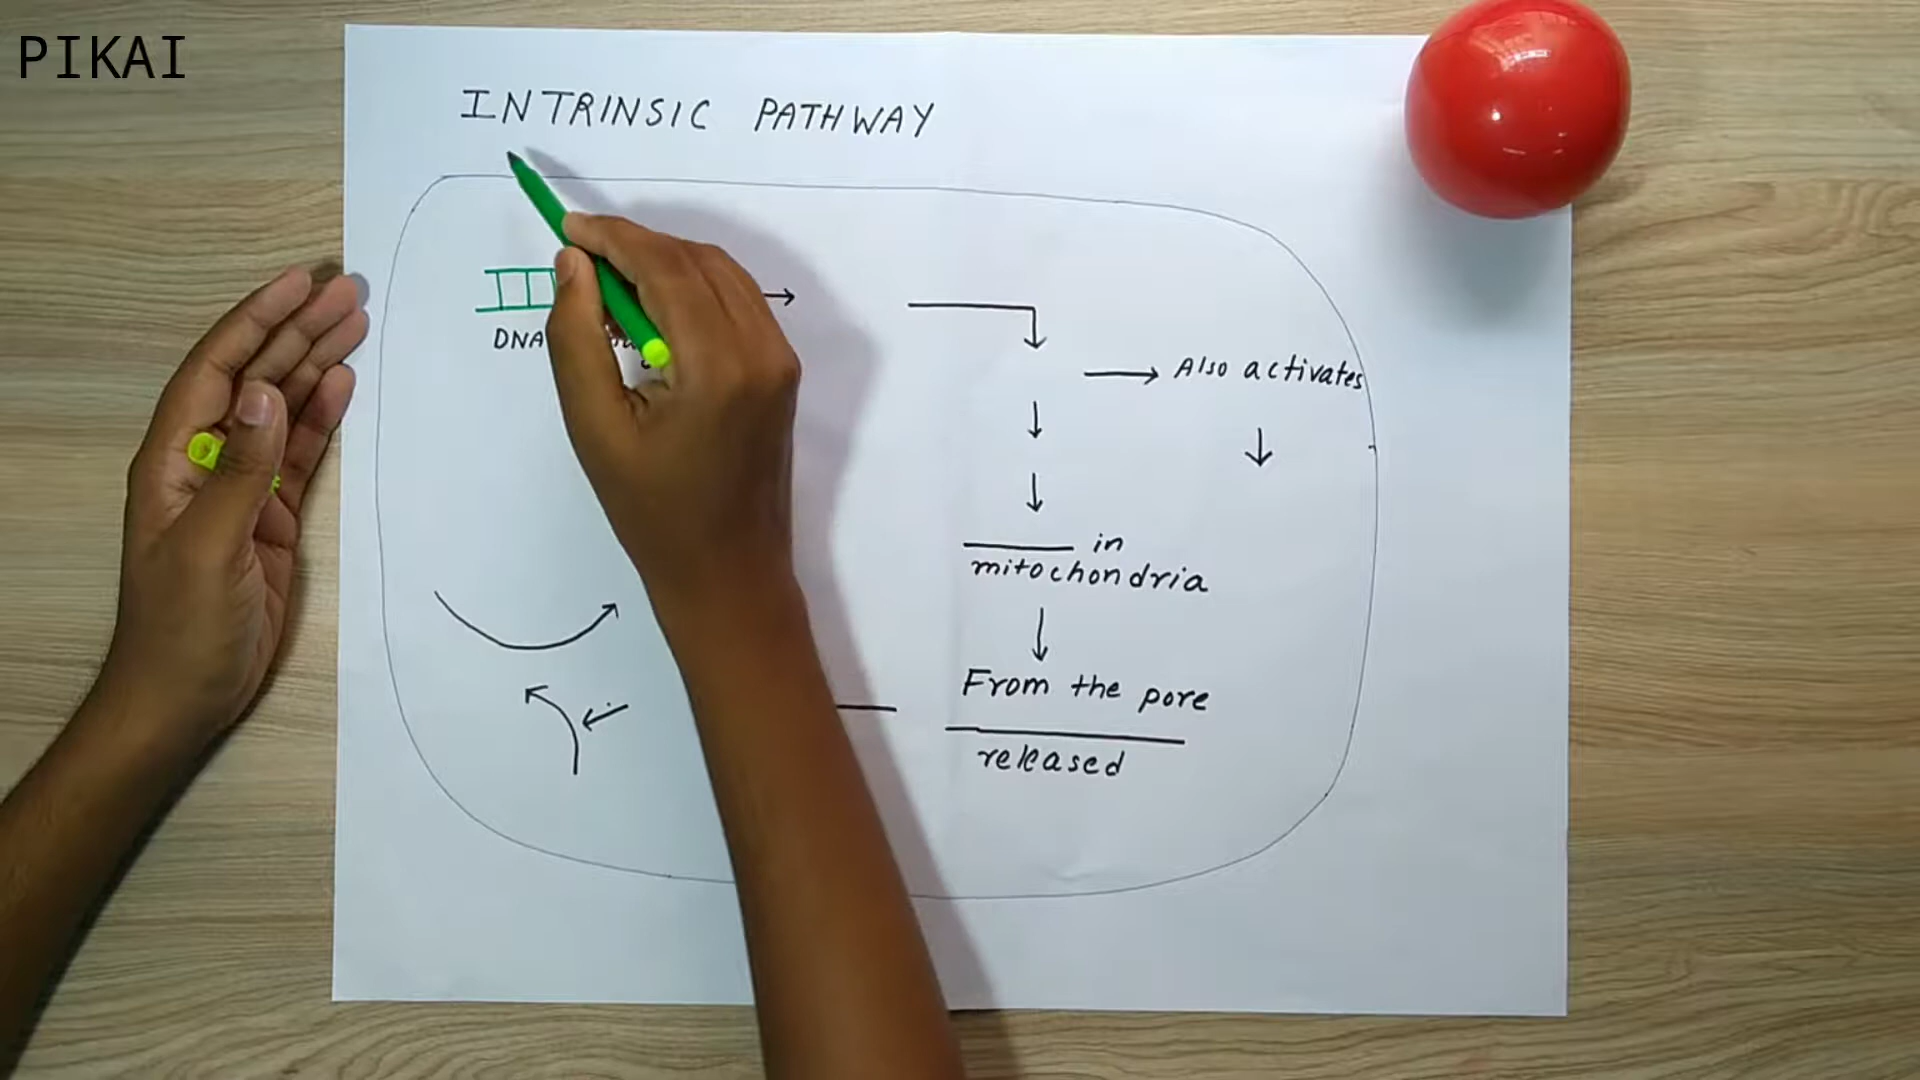 PIKAI
INTRINSIC PATHWAY
DNA
Also activates
in
mitochondria
From the pore
released